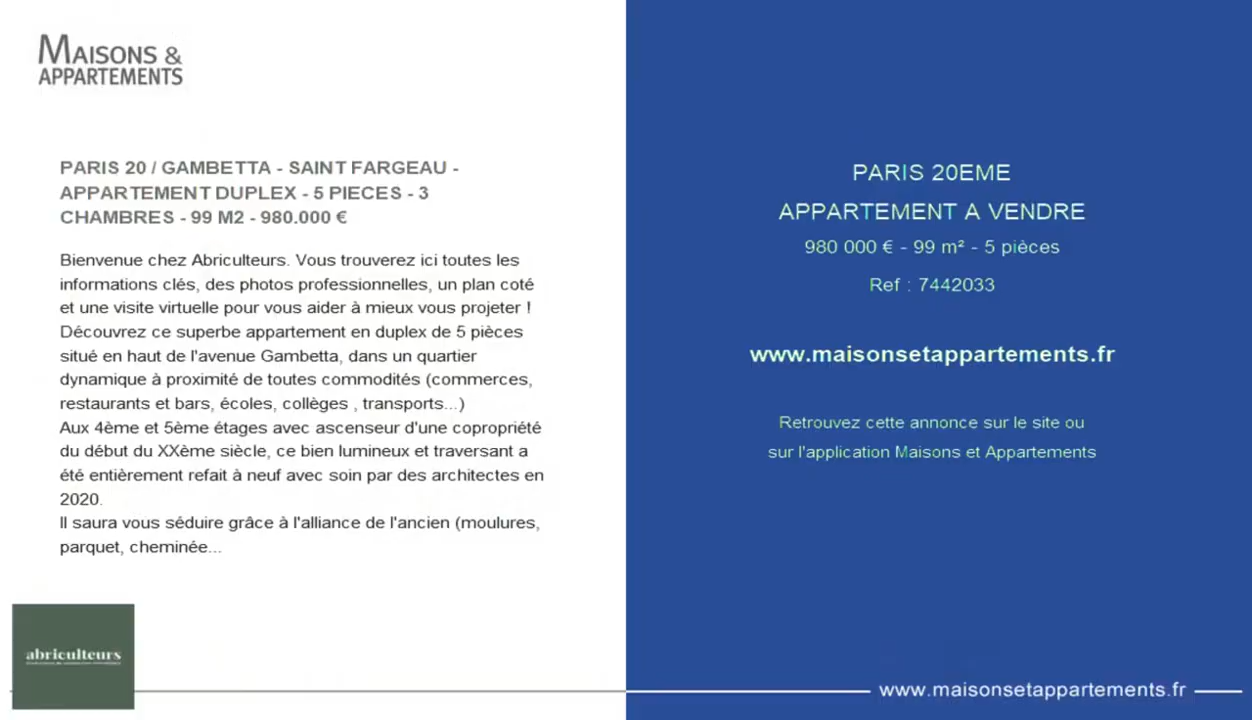 MAISONS &
APPARTEMENTS
PARIS 20 / GAMBETTA - SAINT FARGEAU -
APPARTEMENT DUPLEX - 5 PIECES - 3
CHAMBRES - 99 M2 - 980.000 €
Bienvenue chez Abriculteurs. Vous trouverez ici toutes les
informations clés, des photos professionnelles, un plan coté
et une visite virtuelle pour vous aider à mieux vous projeter !
Découvrez ce superbe appartement en duplex de 5 pièces
situé en haut de l'avenue Gambetta, dans un quartier
dynamique à proximité de toutes commodités (commerces,
restaurants et bars, écoles, collèges , transports...)
Aux 4ème et 5ème étages avec ascenseur d'une copropriété
du début du XXème siècle, ce bien lumineux et traversant a
été entièrement refait à neuf avec soin par des architectes en
2020.
Il saura vous séduire grâce à l'alliance de l'ancien (moulures,
parquet, cheminée...
abriculteurs
PARIS 20EME
APPARTEMENT A VENDRE
980 000 € - 99 m² - 5 pièces
Ref : 7442033
www.maisonsetappartements.fr
Retrouvez cette annonce sur le site ou
sur l'application Maisons et Appartements
www.maisonsetappartements.fr